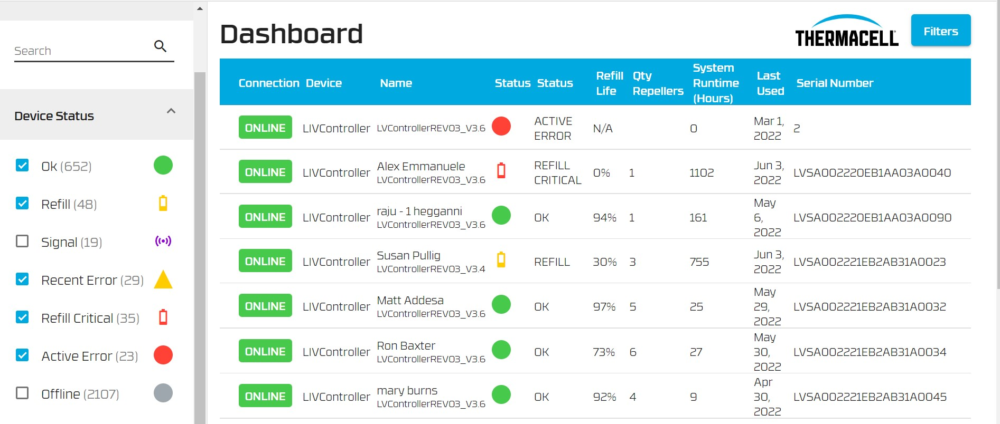 Search
Device Status
Ok (652)
Refill (48)
Signal (19)
Recent Error (29)
Refill Critical (35)
Active Error (23)
Offline (2107)
Dashboard
THERMACELL
Filters
Connection Device Name Status Status Refill Life Qty Repellers System Runtime (Hours) Last Used Serial Number
ONLINE LIVController LVControllerREV03_V3.6 ACTIVE ERROR N/A 0 Mar 1, 2022 2
ONLINE LIVController Alex Emmanuele LVControllerREV03_V3.6 REFILL CRITICAL 0% 1 1102 Jun 3, 2022 LVSA002220EB1AA03A0040
ONLINE LIVController raju - 1 hegganni LVControllerREV03_V3.6 OK 94% 1 161 May 6, 2022 LVSA002220EB1AA03A0090
ONLINE LIVController Susan Pullig LVControllerREV03_V3.4 REFILL 30% 3 755 Jun 3, 2022 LVSA002221EB2AB31A0023
ONLINE LIVController Matt Addesa LVControllerREV03_V3.6 OK 97% 5 25 May 29, 2022 LVSA002221EB2AB31A0032
ONLINE LIVController Ron Baxter LVControllerREV03_V3.6 OK 73% 6 27 May 30, 2022 LVSA002221EB2AB31A0034
ONLINE LIVController mary burns LVControllerREV03_V3.6 OK 92% 4 9 Apr 30, 2022 LVSA002221EB2AB31A0045